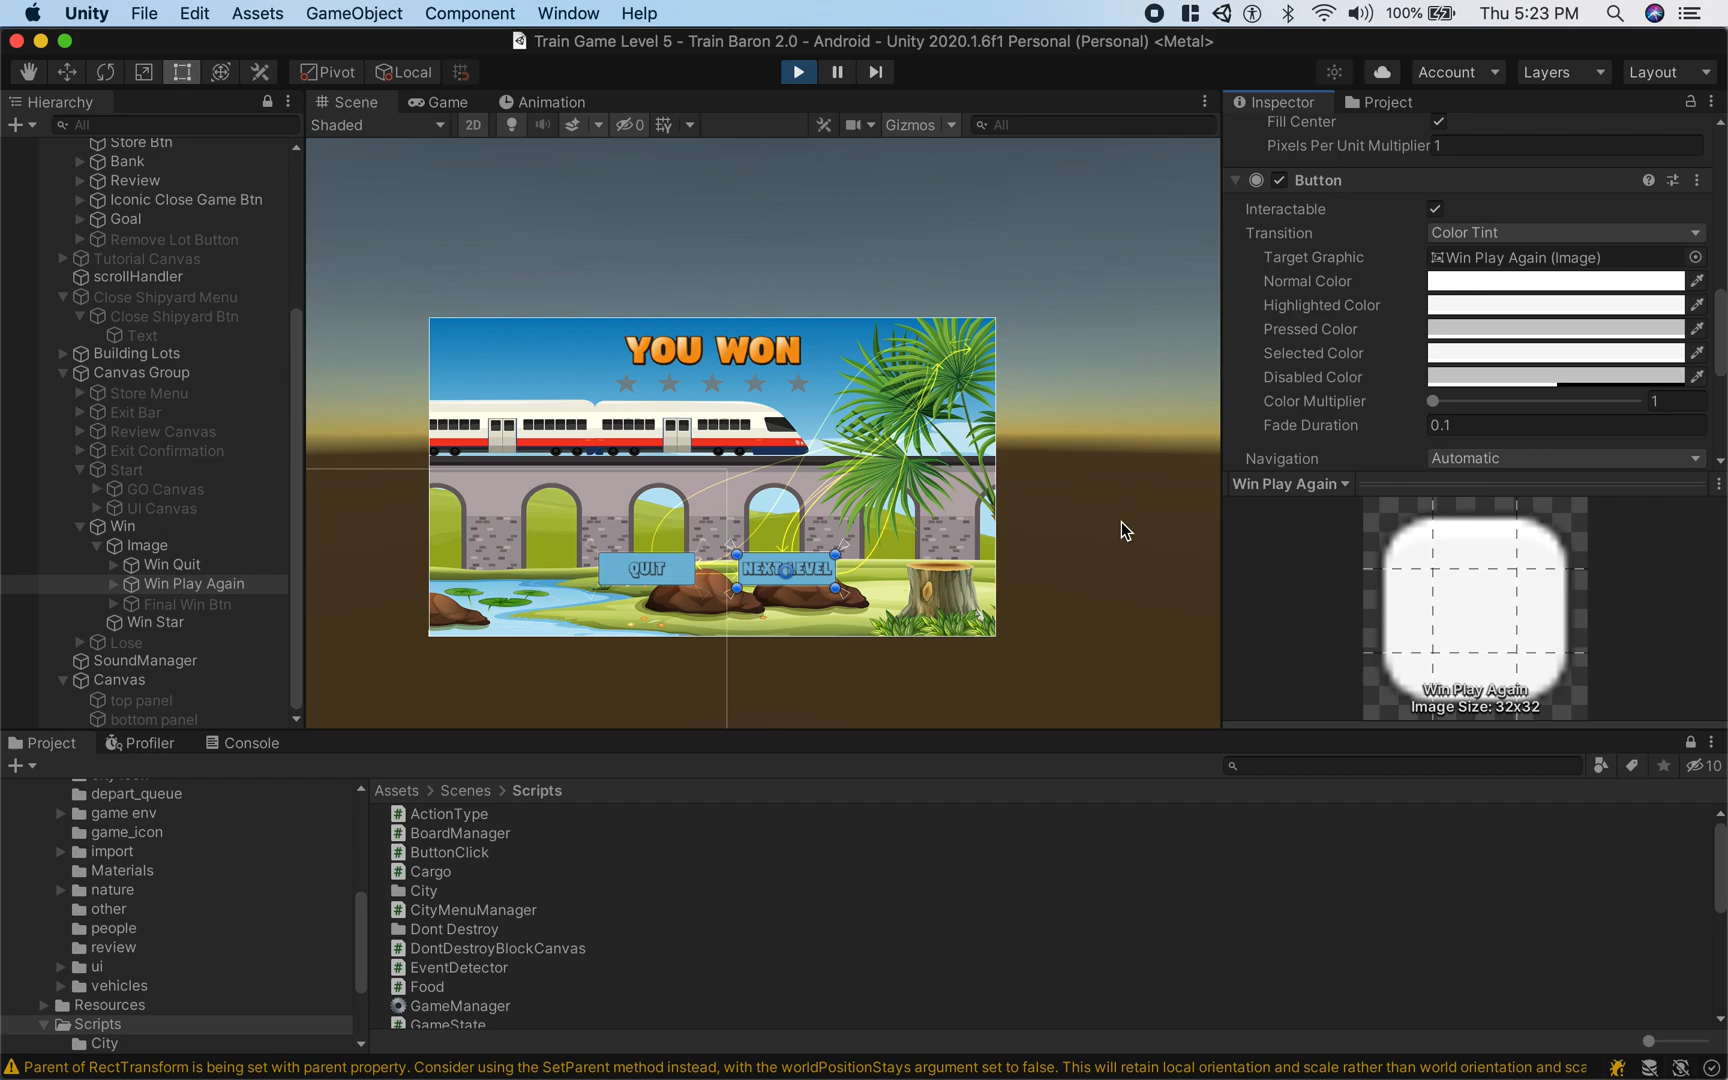 Unity File Edit Assets GameObject Component Window Help 100% Thu 5:23 PM
Train Game Level 5 - Train Baron 2.0 - Android - Unity 2020.1.6f1 Personal (Personal) <Metal>
Pivot Local Account Layers Layout
Hierarchy
All
Store Btn
Bank
Review
Iconic Close Game Btn
Goal
Remove Lot Button
Tutorial Canvas
scrollHandler
Close Shipyard Menu
Close Shipyard Btn
Text
Building Lots
Canvas Group
Store Menu
Exit Bar
Review Canvas
Exit Confirmation
Start
GO Canvas
UI Canvas
Win
Image
Win Quit
Win Play Again
Final Win Btn
Win Star
Lose
SoundManager
Canvas
top panel
bottom panel
Scene Game Animation
Shaded 2D 0 Gizmos All
YOU WON
QUIT NEXT LEVEL
Inspector Project
Fill Center
Pixels Per Unit Multiplier 1
Button
Interactable
Transition Color Tint
Target Graphic Win Play Again (Image)
Normal Color
Highlighted Color
Pressed Color
Selected Color
Disabled Color
Color Multiplier 1
Fade Duration 0.1
Navigation Automatic
Win Play Again
Win Play Again
Image Size: 32x32
Project Profiler Console
10
depart_queue
game env
game_icon
import
Materials
nature
other
people
review
ui
vehicles
Resources
Scripts
City
Assets > Scenes > Scripts
ActionType
BoardManager
ButtonClick
Cargo
City
CityMenuManager
Dont Destroy
DontDestroyBlockCanvas
EventDetector
Food
GameManager
GameState
Parent of RectTransform is being set with parent property. Consider using the SetParent method instead, with the worldPositionStays argument set to false. This will retain local orientation and scale rather than world orientation and sca